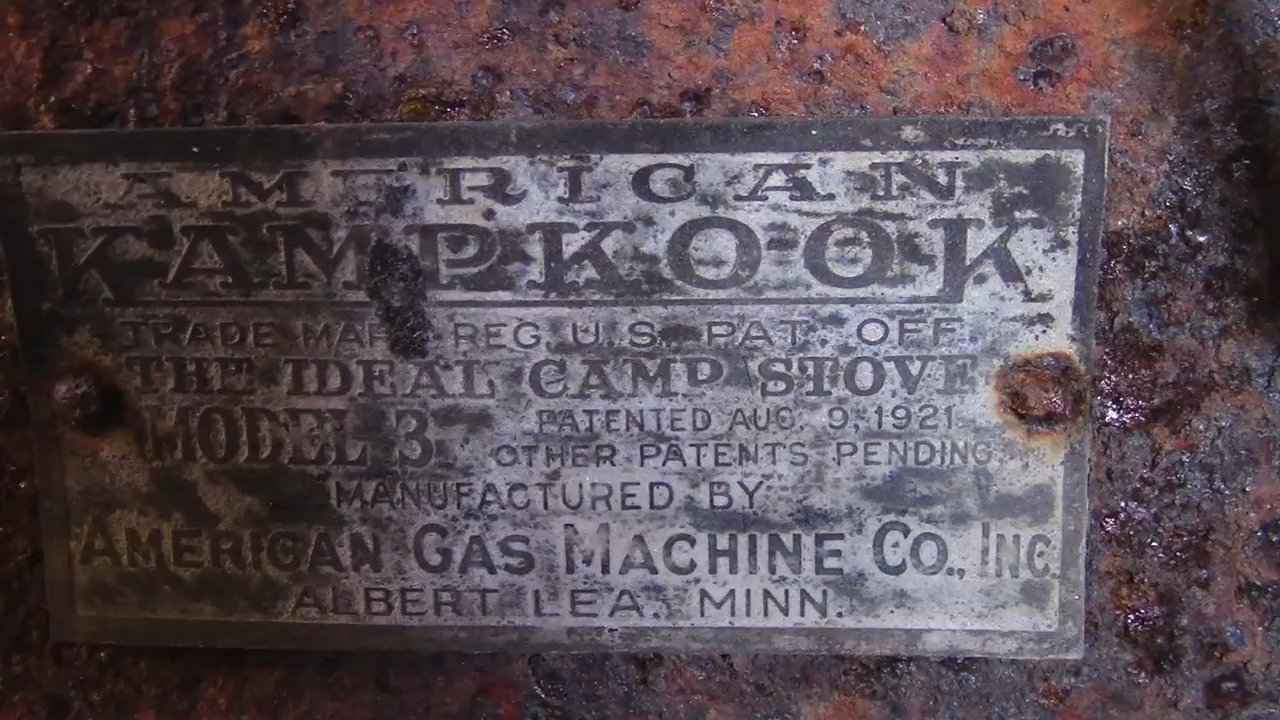 AMERICAN
KAMPKOOK
TRADE MARK REG. U.S. PAT. OFF.
THE IDEAL CAMP STOVE
MODEL 3 PATENTED AUG. 9, 1921
OTHER PATENTS PENDING
MANUFACTURED BY
AMERICAN GAS MACHINE CO., INC.
ALBERT LEA, MINN.